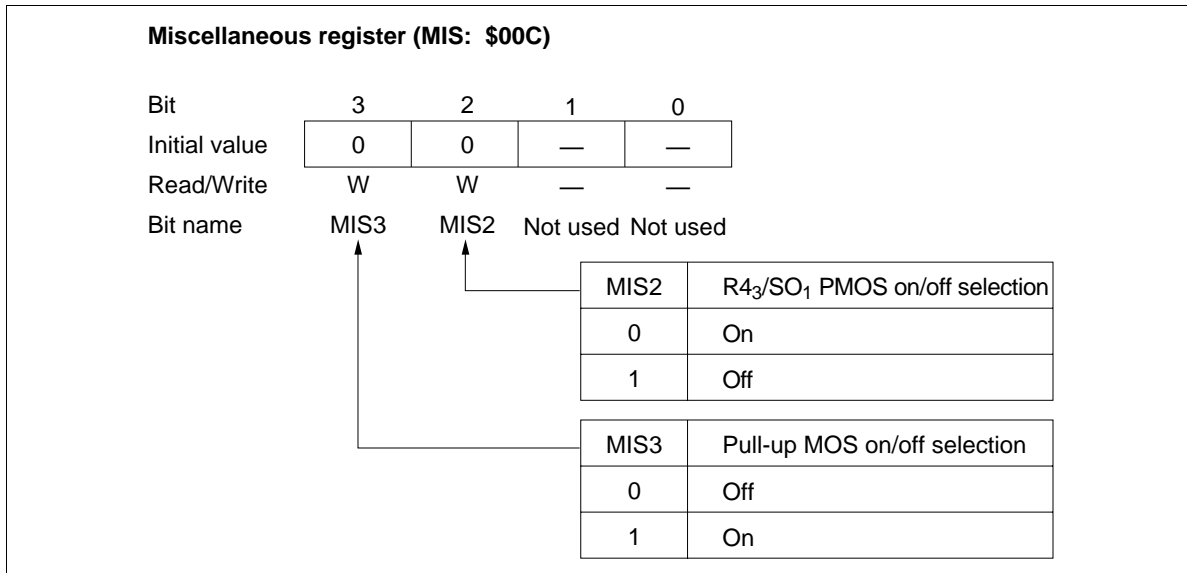 Miscellaneous register (MIS: $00C)
Bit 3 2 1 0
Initial value 0 0 — —
Read/Write W W — —
Bit name MIS3 MIS2 Not used Not used
MIS2 R4₃/SO₁ PMOS on/off selection
0 On
1 Off
MIS3 Pull-up MOS on/off selection
0 Off
1 On